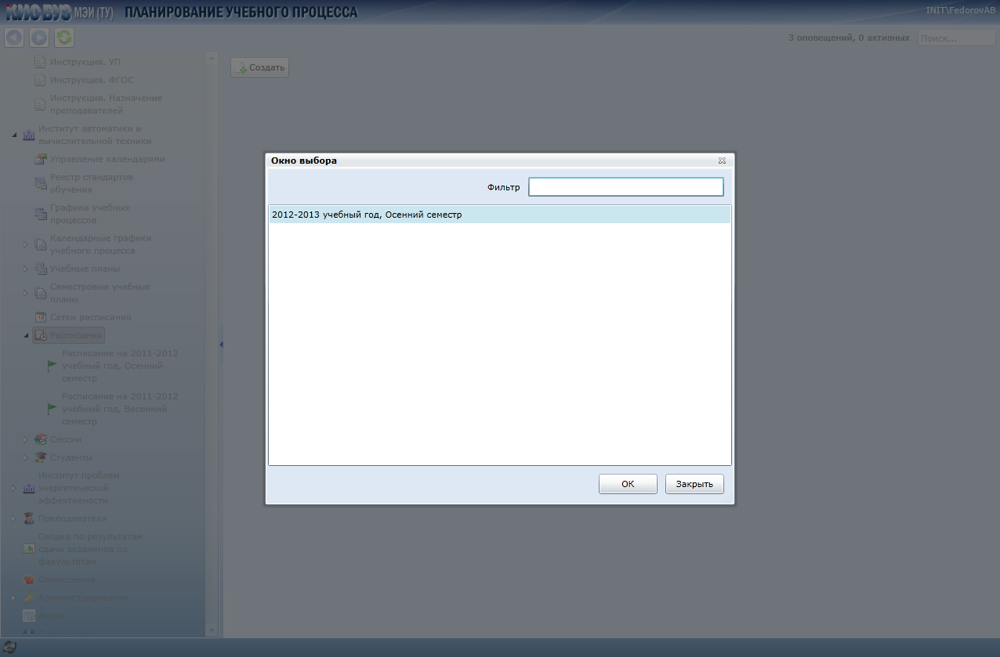 КИС ВУЗ МЭИ (ТУ) ПЛАНИРОВАНИЕ УЧЕБНОГО ПРОЦЕССА
INIT\FedorovAB
3 оповещений, 0 активных
Поиск...
Инструкция. УП
Инструкция. ФГОС
Инструкция. Назначение
преподавателей
Институт автоматики и
вычислительной техники
Управление календарями
Реестр стандартов
обучения
Графики учебных
процессов
Календарные графики
учебного процесса
Учебные планы
Семестровые учебные
планы
Сетки расписания
Расписания
Расписание на 2011-2012
учебный год, Осенний
семестр
Расписание на 2011-2012
учебный год, Весенний
семестр
Сессии
Студенты
Институт проблем
энергетической
эффективности
Преподаватели
Сводка по результатам
сдачи экзаменов по
факультетам
Оповещения
Администрирование
Аудит
Создать
Окно выбора
Фильтр
2012-2013 учебный год, Осенний семестр
ОК
Закрыть